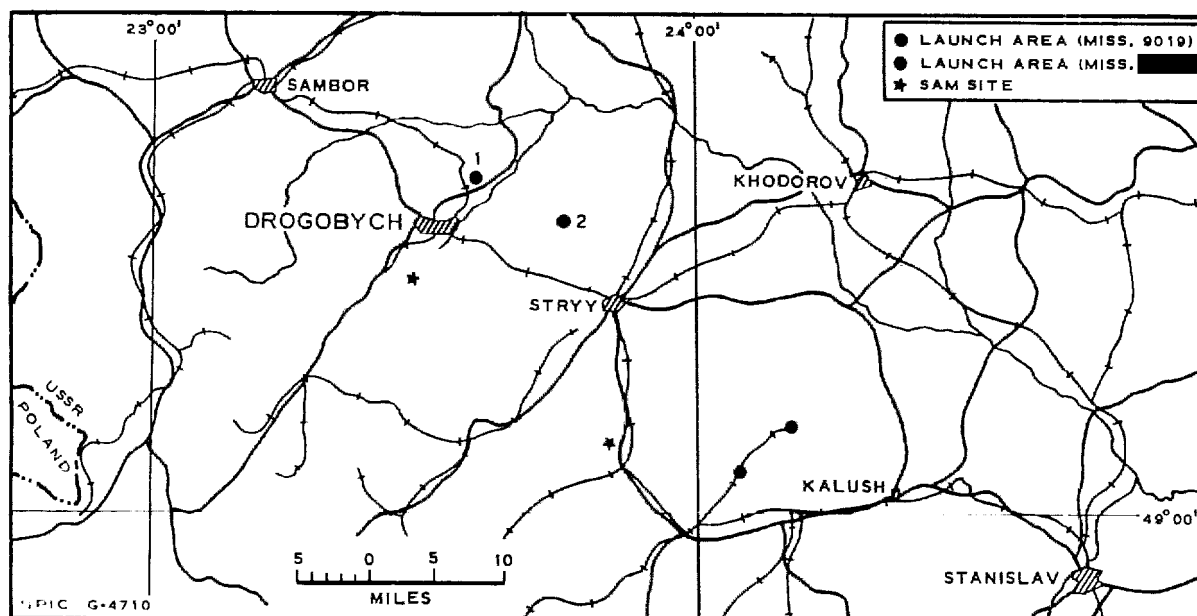 23°00'
24°00'
LAUNCH AREA (MISS. 9019)
LAUNCH AREA (MISS.
SAM SITE
SAMBOR
1
KHODOROV
DROGOBYCH
2
STRYY
USSR
POLAND
KALUSH
49°00'
5 0 5 10
MILES
STANISLAV
NPIC G-4710